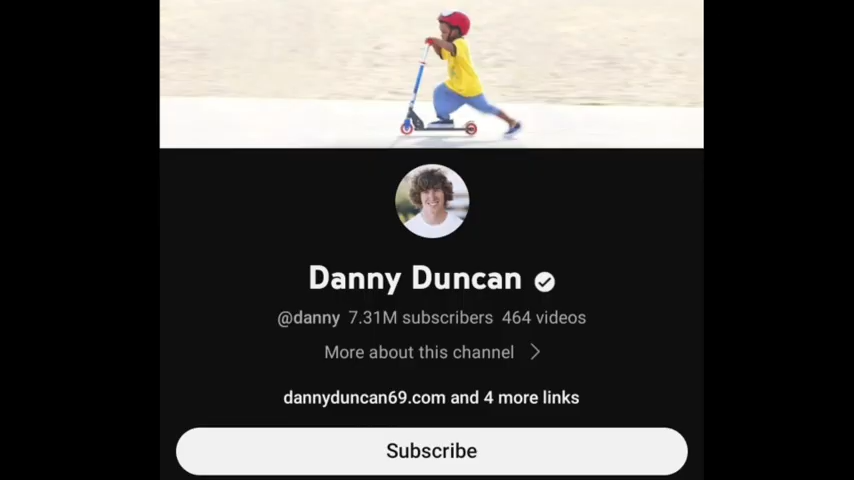 Danny Duncan
@danny 7.31M subscribers 464 videos
More about this channel
dannyduncan69.com and 4 more links
Subscribe